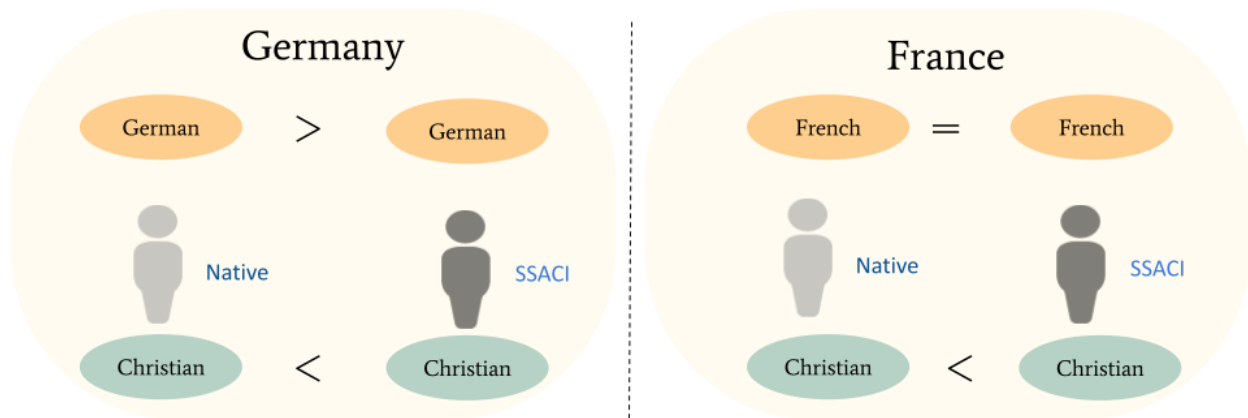 Germany
German > German
Native SSACI
Christian < Christian
France
French = French
Native SSACI
Christian < Christian